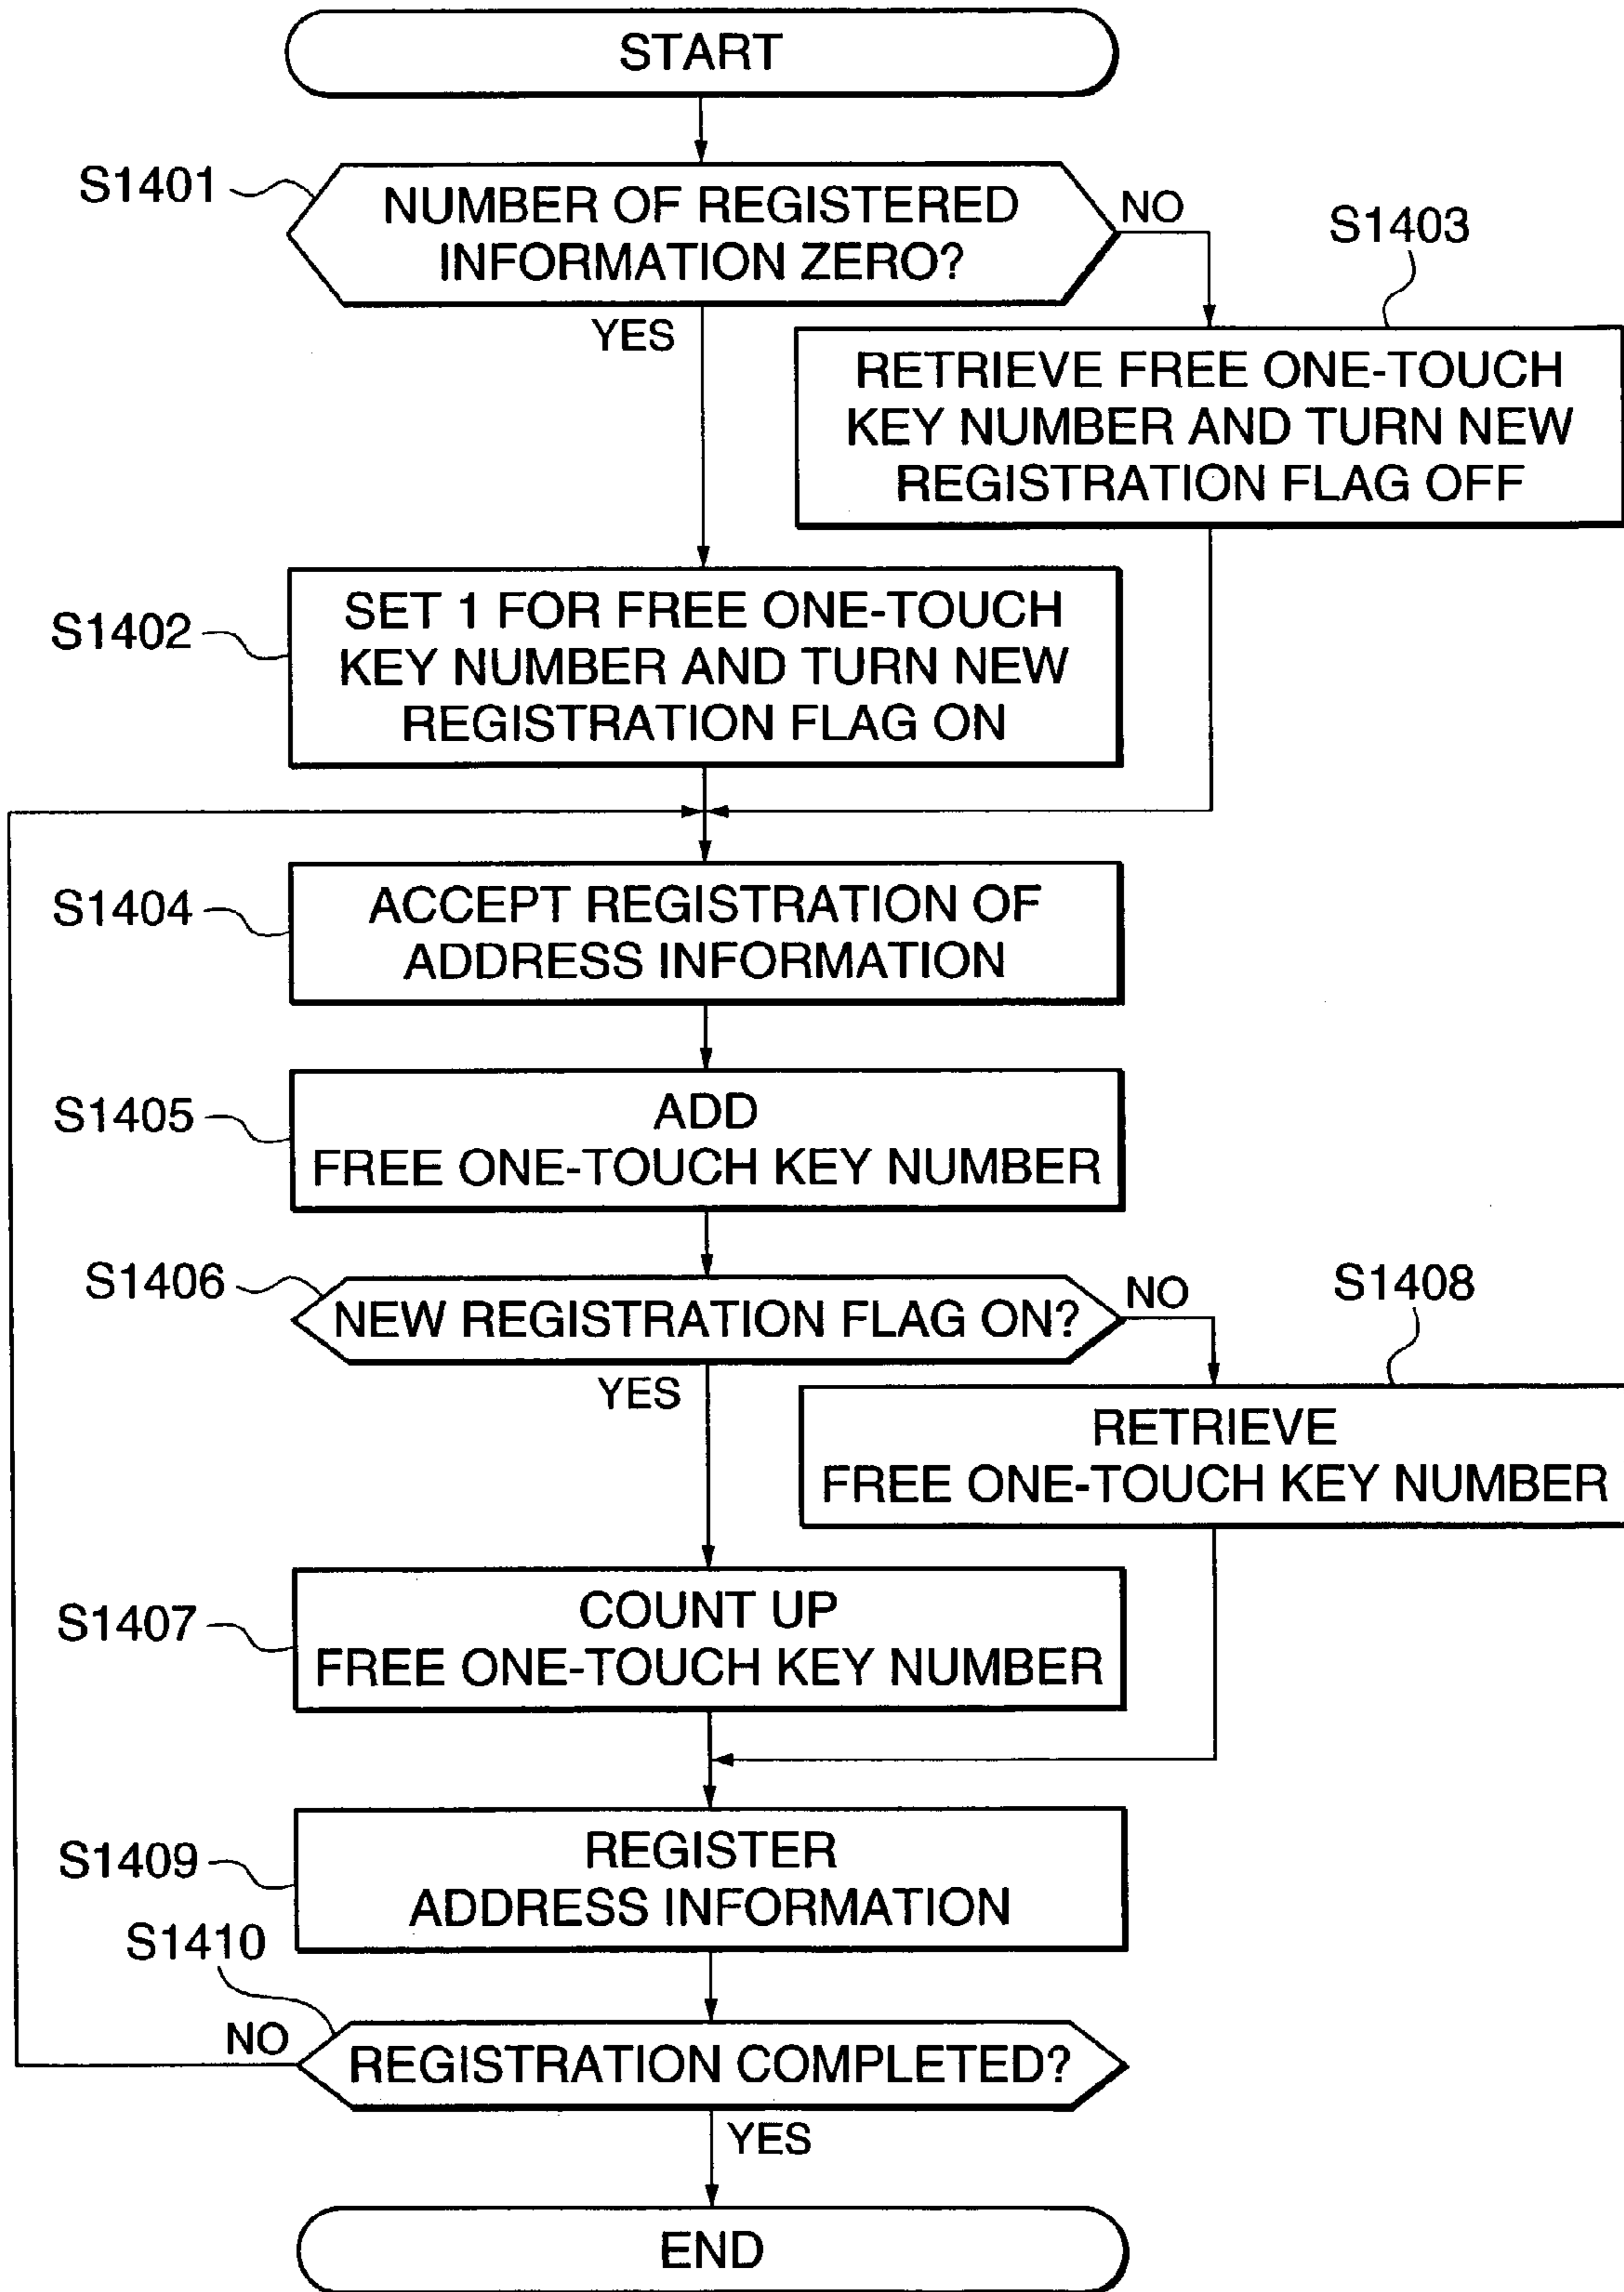 START
S1401
NUMBER OF REGISTERED
INFORMATION ZERO?
NO
YES
S1403
RETRIEVE FREE ONE-TOUCH
KEY NUMBER AND TURN NEW
REGISTRATION FLAG OFF
S1402
SET 1 FOR FREE ONE-TOUCH
KEY NUMBER AND TURN NEW
REGISTRATION FLAG ON
S1404
ACCEPT REGISTRATION OF
ADDRESS INFORMATION
S1405
ADD
FREE ONE-TOUCH KEY NUMBER
S1406
NEW REGISTRATION FLAG ON?
NO
YES
S1408
RETRIEVE
FREE ONE-TOUCH KEY NUMBER
S1407
COUNT UP
FREE ONE-TOUCH KEY NUMBER
S1409
REGISTER
ADDRESS INFORMATION
S1410
NO
REGISTRATION COMPLETED?
YES
END